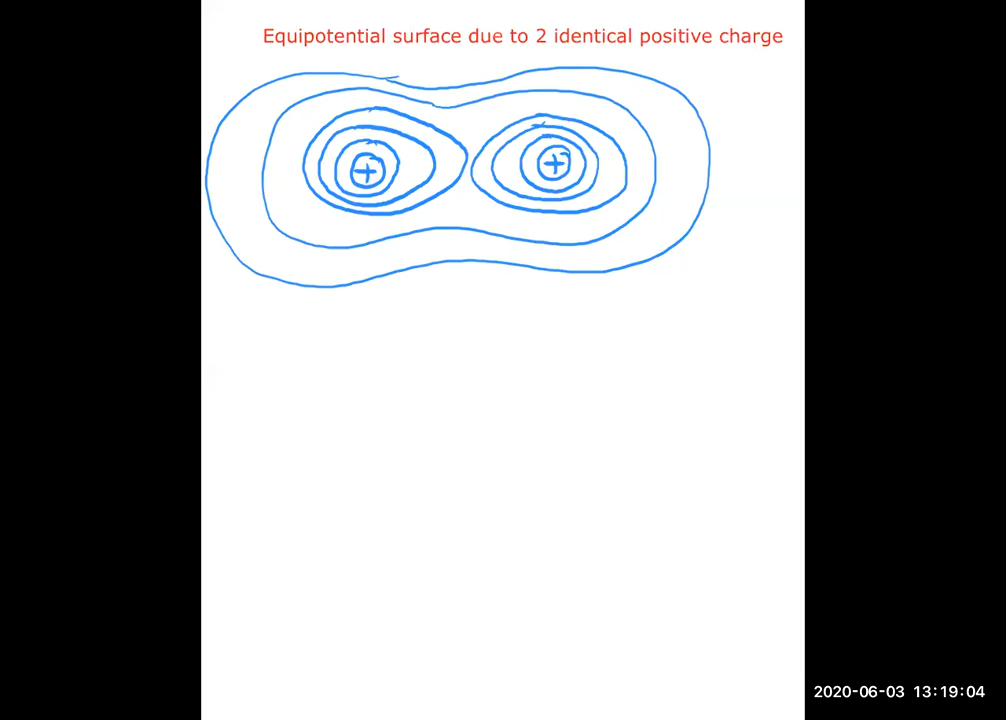 Equipotential surface due to 2 identical positive charge
+ +
2020-06-03 13:19:04